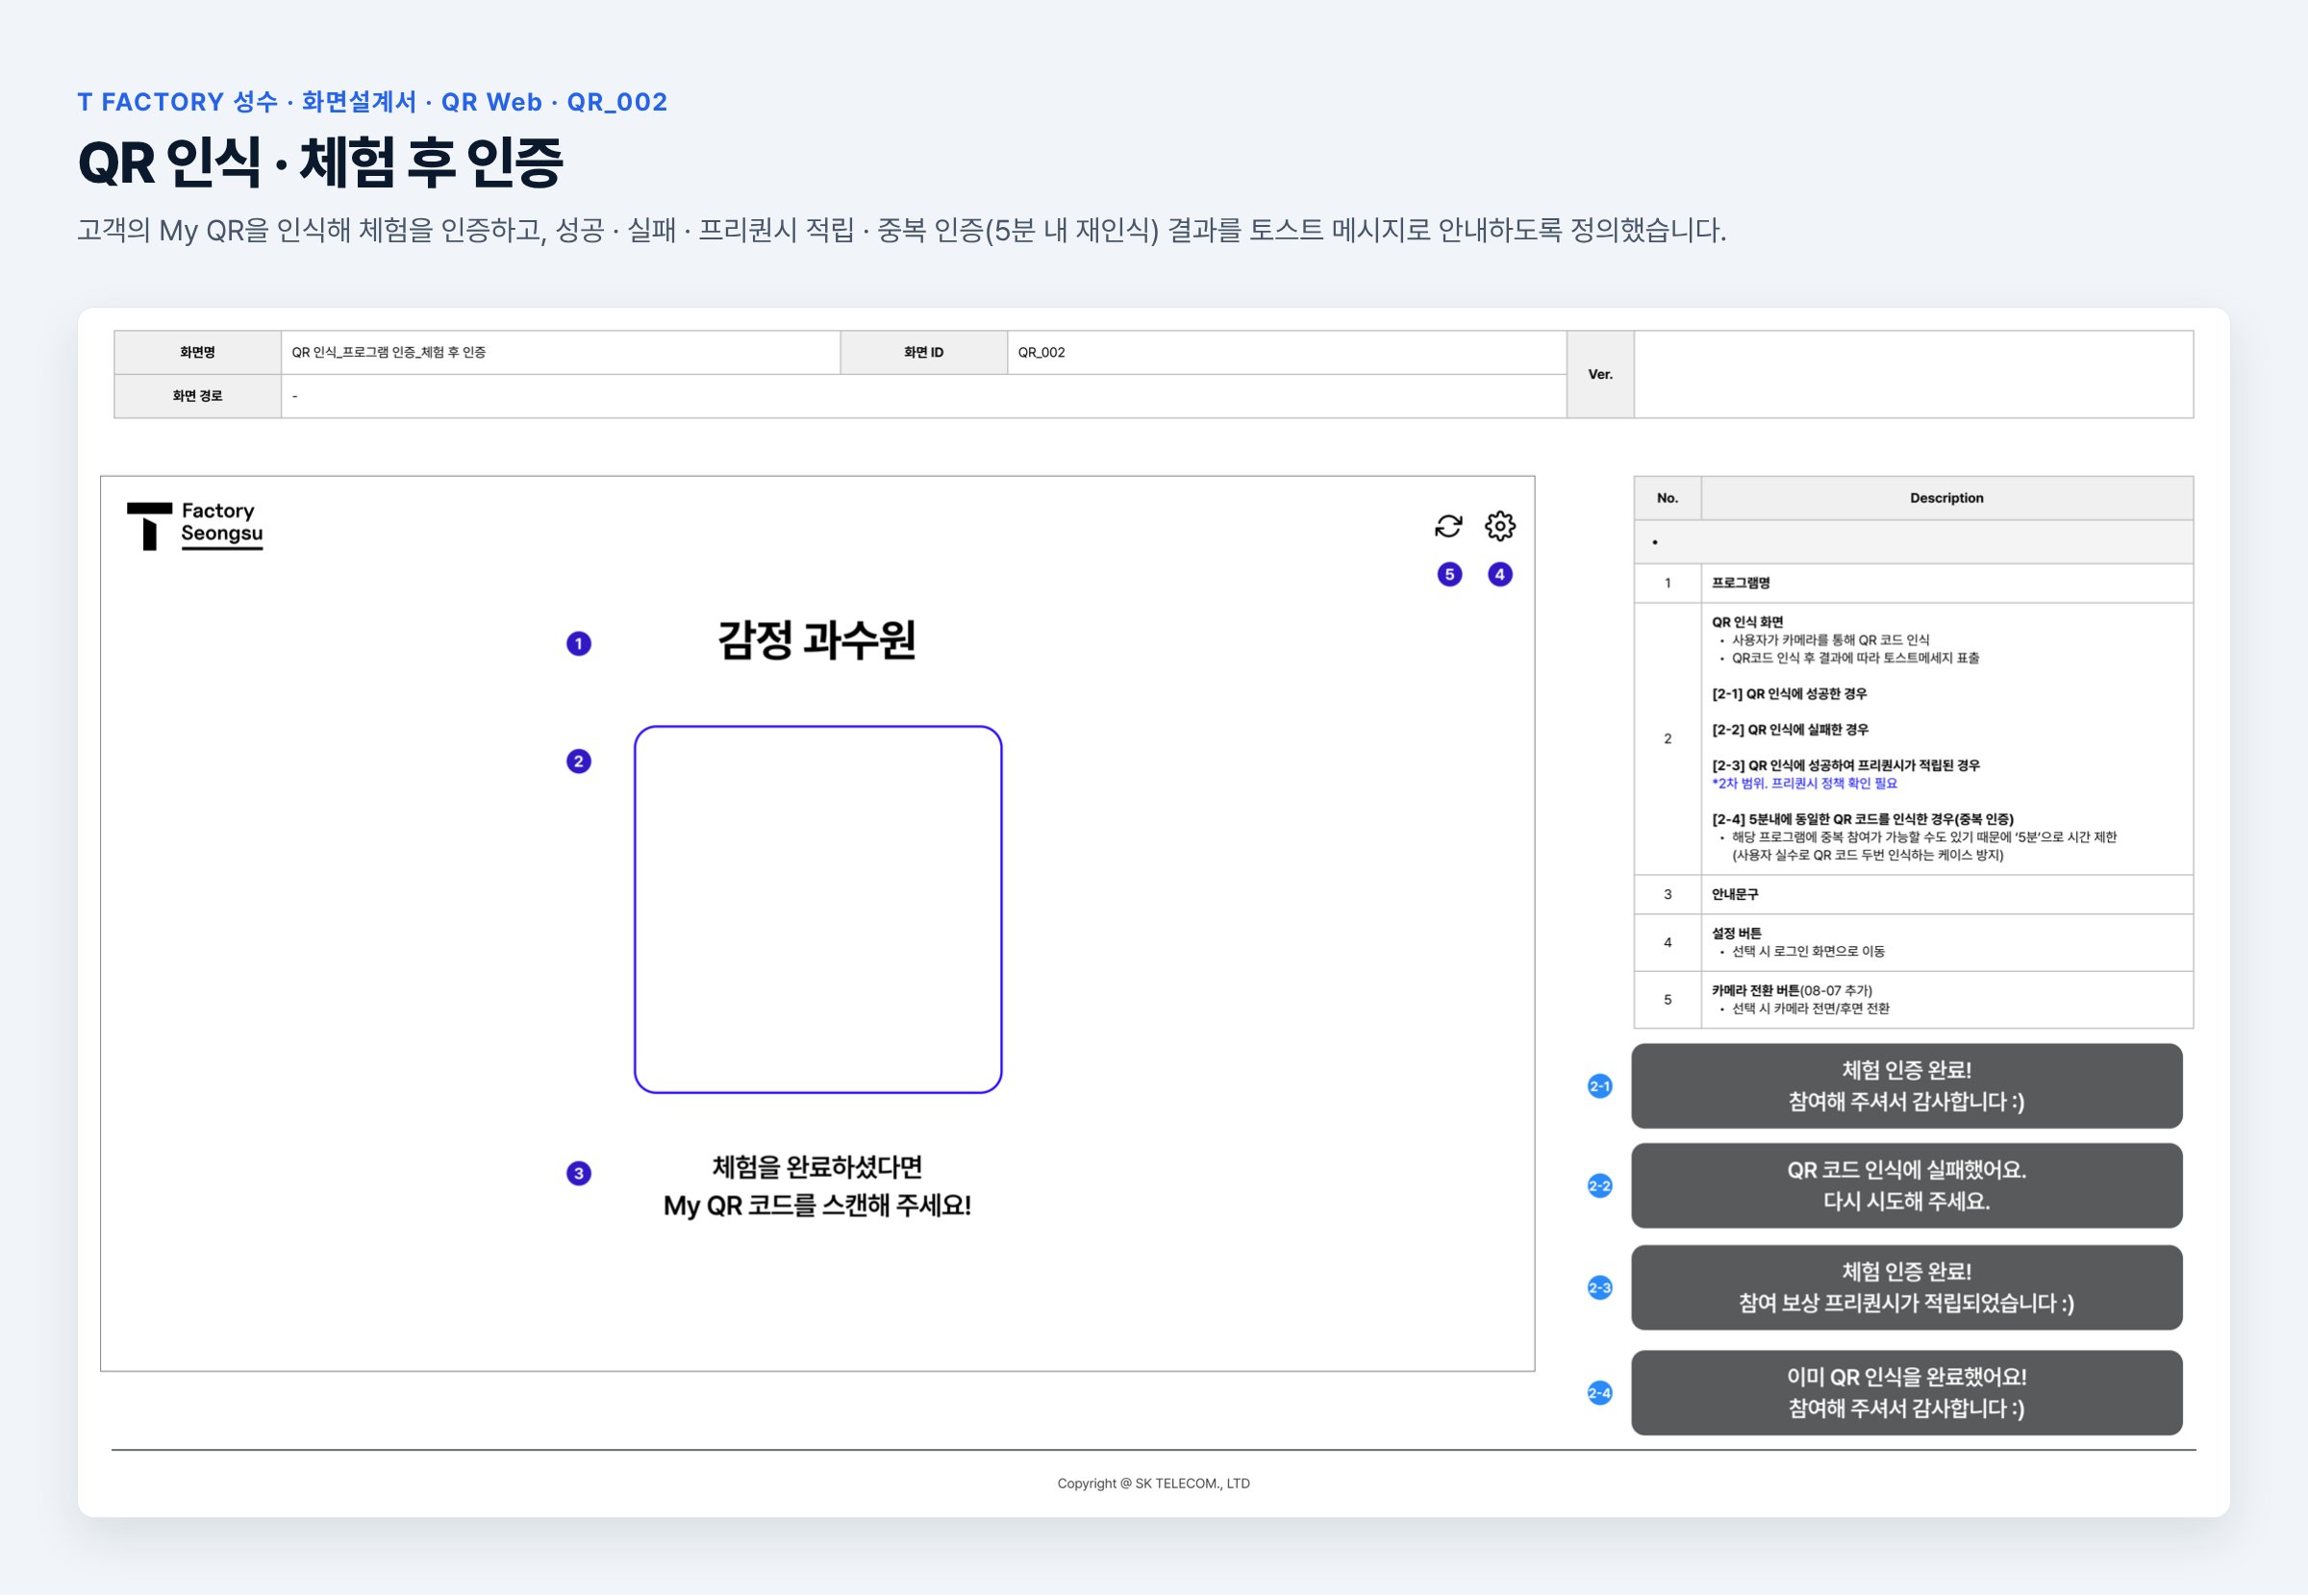 T FACTORY 성수 · 화면설계서 · QR Web · QR_002
QR 인식 · 체험 후 인증
고객의 My QR을 인식해 체험을 인증하고, 성공 · 실패 · 프리퀀시 적립 · 중복 인증(5분 내 재인식) 결과를 토스트 메시지로 안내하도록 정의했습니다.
화면명
QR 인식_프로그램 인증_체험 후 인증
화면 ID
QR_002
Ver.
화면 경로
-
T Factory
Seongsu
5
4
1
감정 과수원
2
3
체험을 완료하셨다면
My QR 코드를 스캔해 주세요!
No.
Description
•
1
프로그램명
2
QR 인식 화면
• 사용자가 카메라를 통해 QR 코드 인식
• QR코드 인식 후 결과에 따라 토스트메세지 표출
[2-1] QR 인식에 성공한 경우
[2-2] QR 인식에 실패한 경우
[2-3] QR 인식에 성공하여 프리퀀시가 적립된 경우
*2차 범위. 프리퀀시 정책 확인 필요
[2-4] 5분내에 동일한 QR 코드를 인식한 경우(중복 인증)
• 해당 프로그램에 중복 참여가 가능할 수도 있기 때문에 ‘5분’으로 시간 제한
(사용자 실수로 QR 코드 두번 인식하는 케이스 방지)
3
안내문구
4
설정 버튼
• 선택 시 로그인 화면으로 이동
5
카메라 전환 버튼(08-07 추가)
• 선택 시 카메라 전면/후면 전환
2-1
체험 인증 완료!
참여해 주셔서 감사합니다 :)
2-2
QR 코드 인식에 실패했어요.
다시 시도해 주세요.
2-3
체험 인증 완료!
참여 보상 프리퀀시가 적립되었습니다 :)
2-4
이미 QR 인식을 완료했어요!
참여해 주셔서 감사합니다 :)
Copyright @ SK TELECOM., LTD